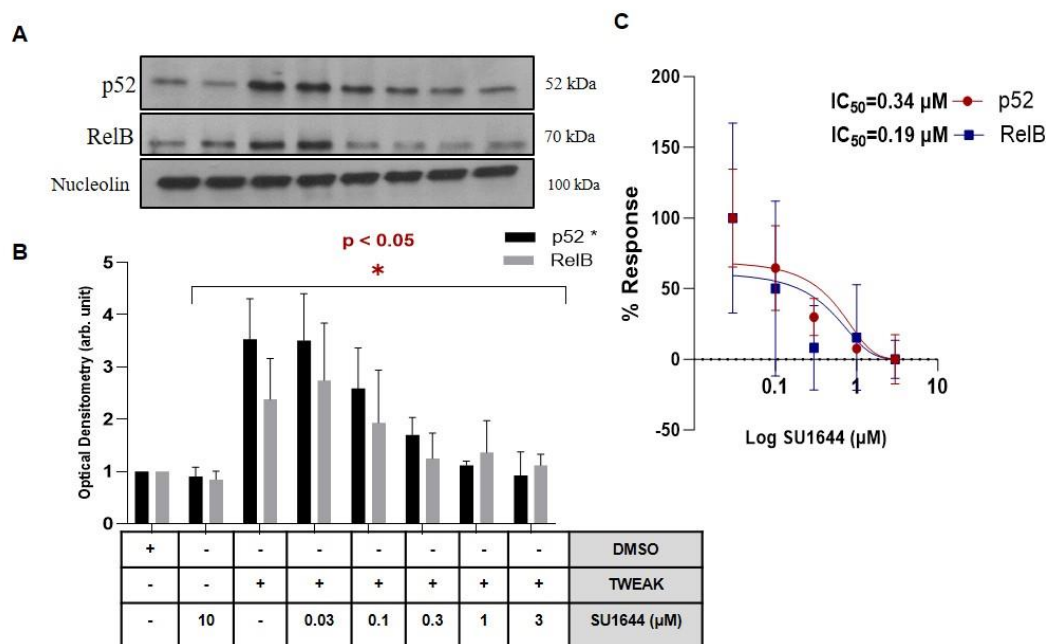 A
p52
52 kDa
RelB
70 kDa
Nucleolin
100 kDa
B
p < 0.05
*
p52 *
RelB
Optical Densitometry (arb. unit)
5
4
3
2
1
0
+ - - - - - - - DMSO
- - + + + + + + TWEAK
- 10 - 0.03 0.1 0.3 1 3 SU1644 (µM)
C
IC50=0.34 µM p52
IC50=0.19 µM RelB
% Response
200
150
100
50
0
-50
0.1 1 10
Log SU1644 (µM)